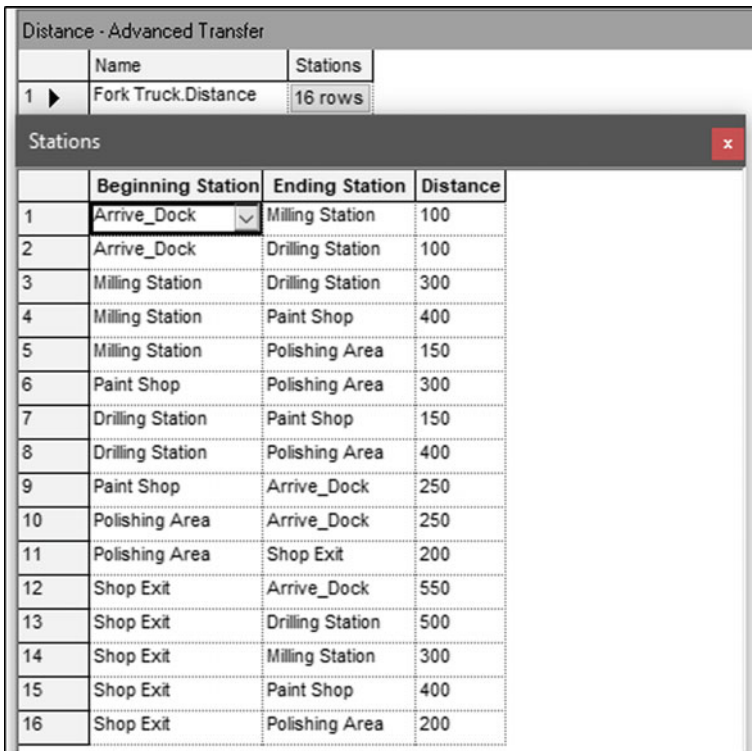 Distance - Advanced Transfer
Name Stations
1 Fork Truck.Distance 16 rows
Stations x
Beginning Station Ending Station Distance
1 Arrive_Dock Milling Station 100
2 Arrive_Dock Drilling Station 100
3 Milling Station Drilling Station 300
4 Milling Station Paint Shop 400
5 Milling Station Polishing Area 150
6 Paint Shop Polishing Area 300
7 Drilling Station Paint Shop 150
8 Drilling Station Polishing Area 400
9 Paint Shop Arrive_Dock 250
10 Polishing Area Arrive_Dock 250
11 Polishing Area Shop Exit 200
12 Shop Exit Arrive_Dock 550
13 Shop Exit Drilling Station 500
14 Shop Exit Milling Station 300
15 Shop Exit Paint Shop 400
16 Shop Exit Polishing Area 200